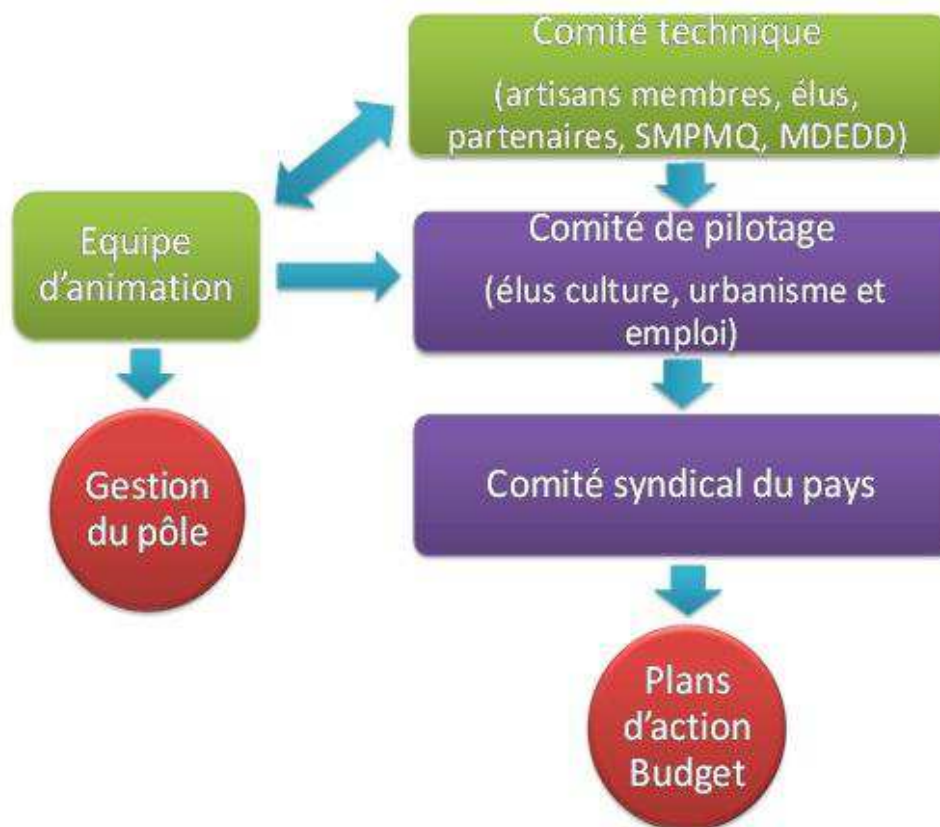 Comité technique
(artisans membres, élus,
partenaires, SMPMQ, MDEDD)
Equipe
d'animation
Comité de pilotage
(élus culture, urbanisme et
emploi)
Gestion
du pôle
Comité syndical du pays
Plans
d'action
Budget